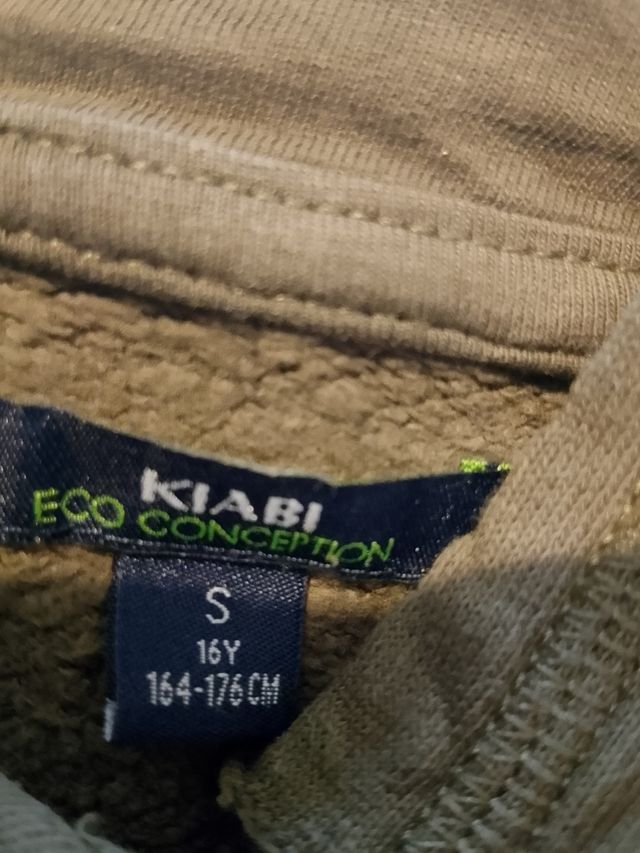 KIABI
ECO CONCEPTION
S
16Y
164-176CM